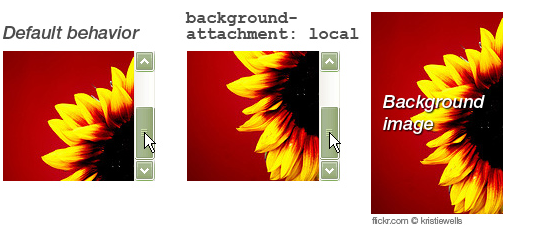 Default behavior
background-
attachment: local
Background
image
flickr.com © kristiewells